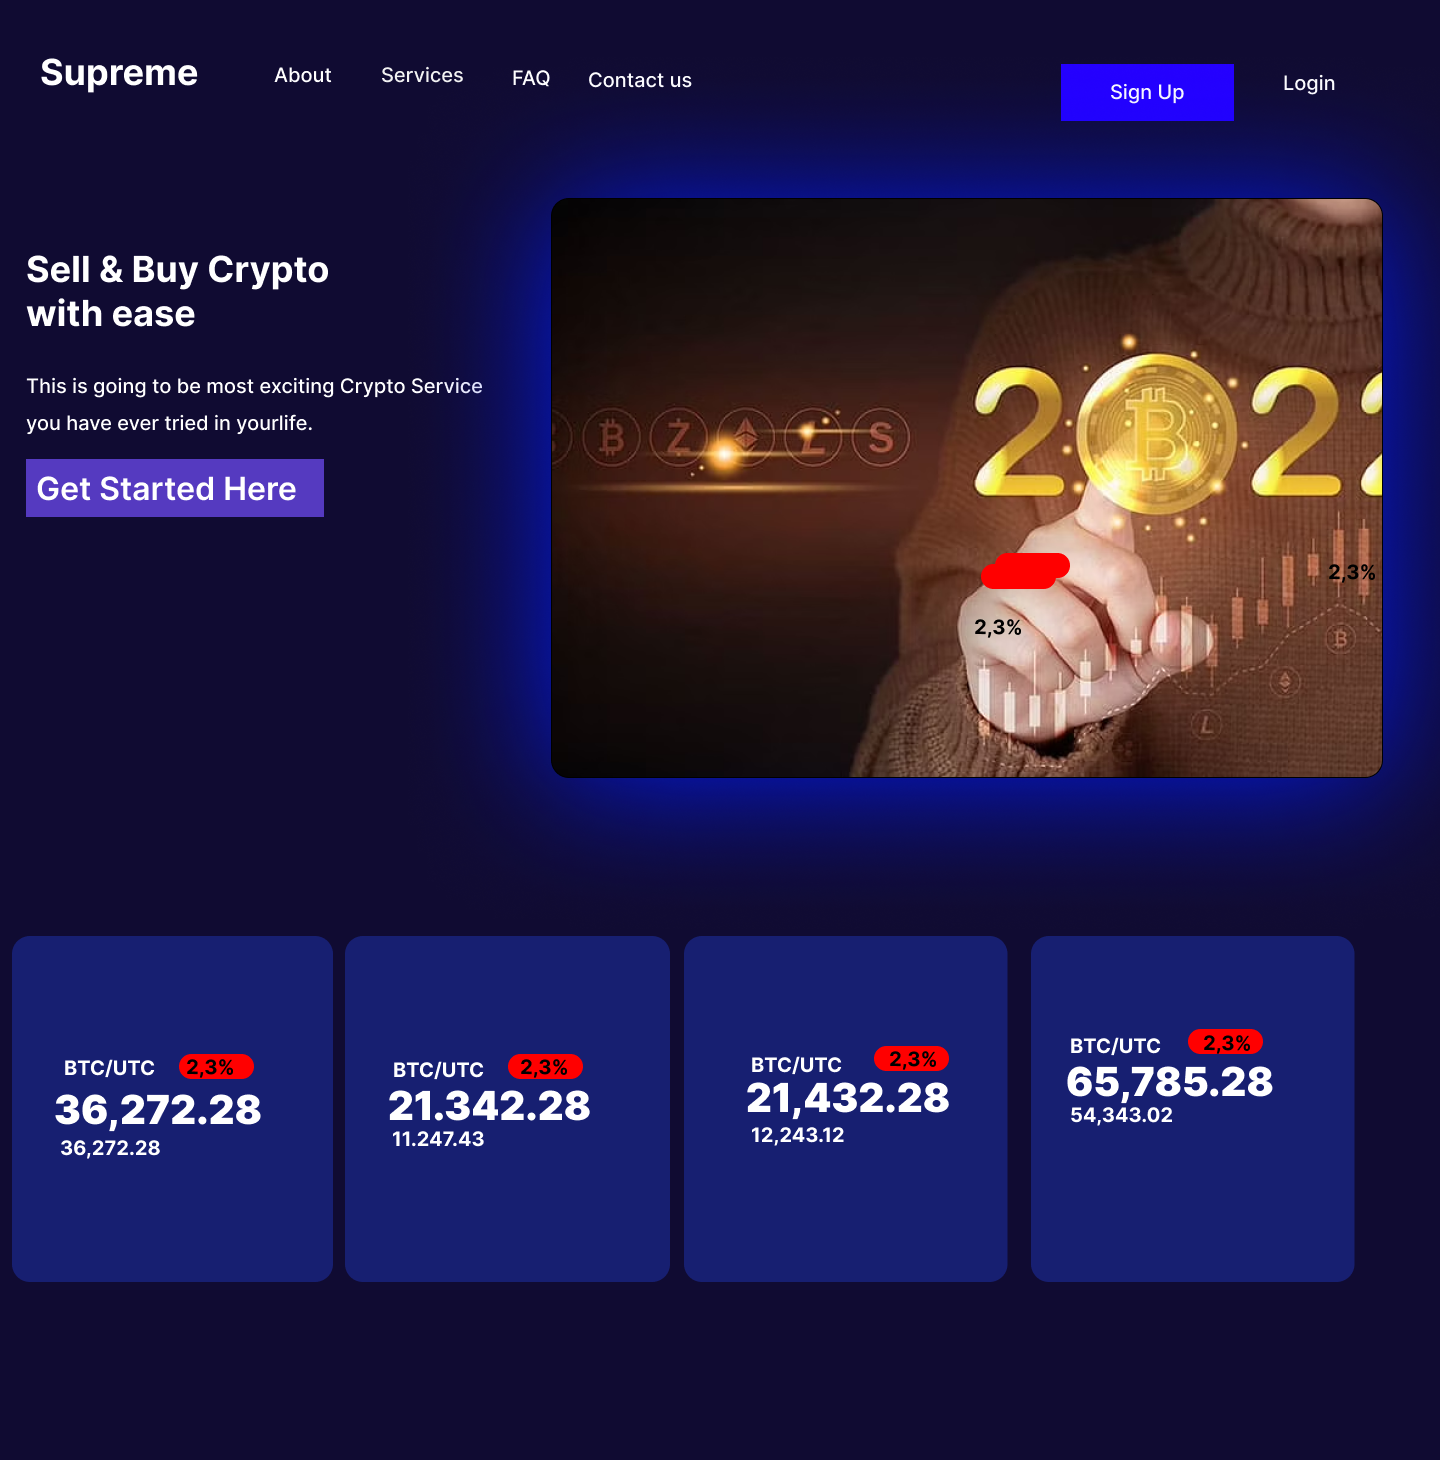 Supreme
About
Services
FAQ
Contact us
Sign Up
Login
Sell & Buy Crypto
with ease
This is going to be most exciting Crypto Service
you have ever tried in yourlife.
Get Started Here
2022
2,3%
2,3%
BTC/UTC 2,3%
36,272.28
36,272.28
BTC/UTC 2,3%
21.342.28
11.247.43
BTC/UTC 2,3%
21,432.28
12,243.12
BTC/UTC 2,3%
65,785.28
54,343.02